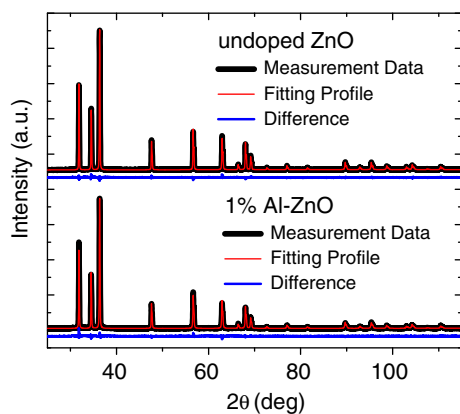 undoped ZnO
Measurement Data
Fitting Profile
Difference
1% Al-ZnO
Measurement Data
Fitting Profile
Difference
Intensity (a.u.)
40 60 80 100
2θ (deg)